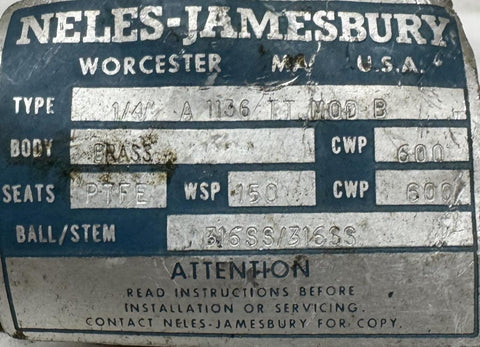 NELES-JAMESBURY
WORCESTER MA U.S.A.
TYPE 1/4" A 1136 TT MOD B
BODY BRASS CWP 600
SEATS PTFE WSP 150 CWP 600
BALL/STEM 316SS/316SS
ATTENTION
READ INSTRUCTIONS BEFORE
INSTALLATION OR SERVICING.
CONTACT NELES-JAMESBURY FOR COPY.